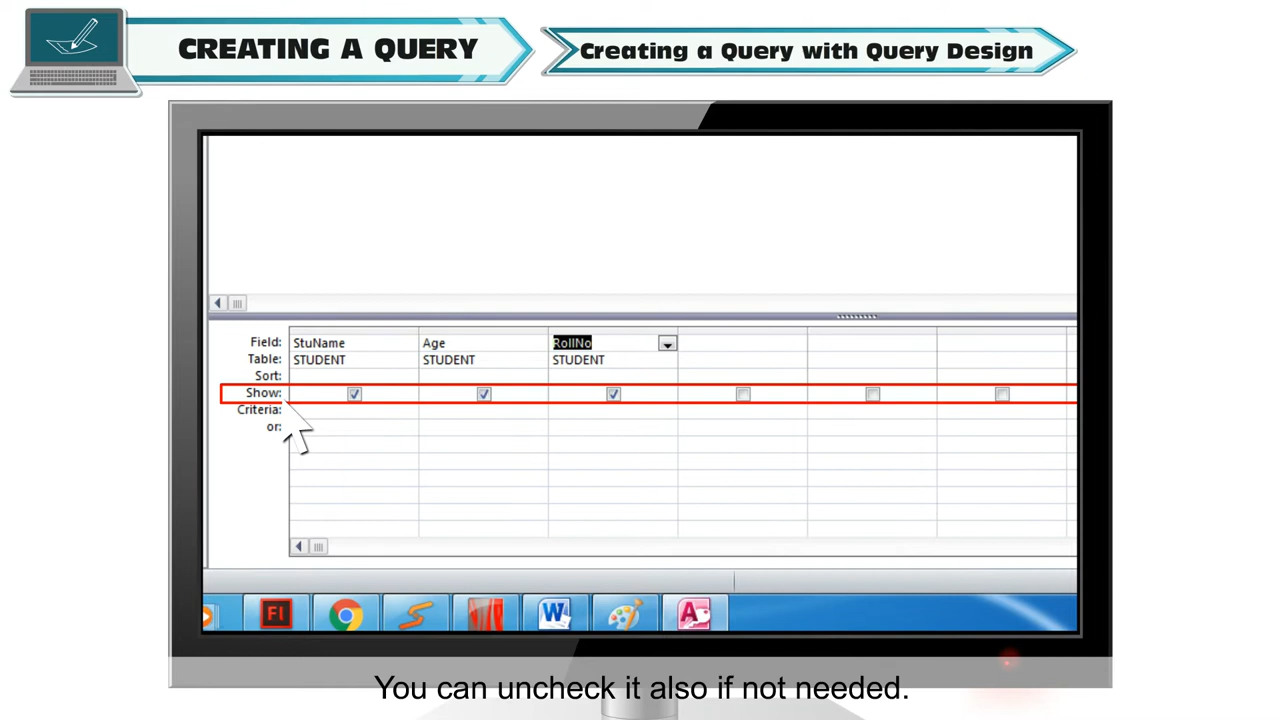 CREATING A QUERY
Creating a Query with Query Design
Field: StuName Age RollNo
Table: STUDENT STUDENT STUDENT
Sort:
Show:
Criteria:
or:
Fl W A
You can uncheck it also if not needed.